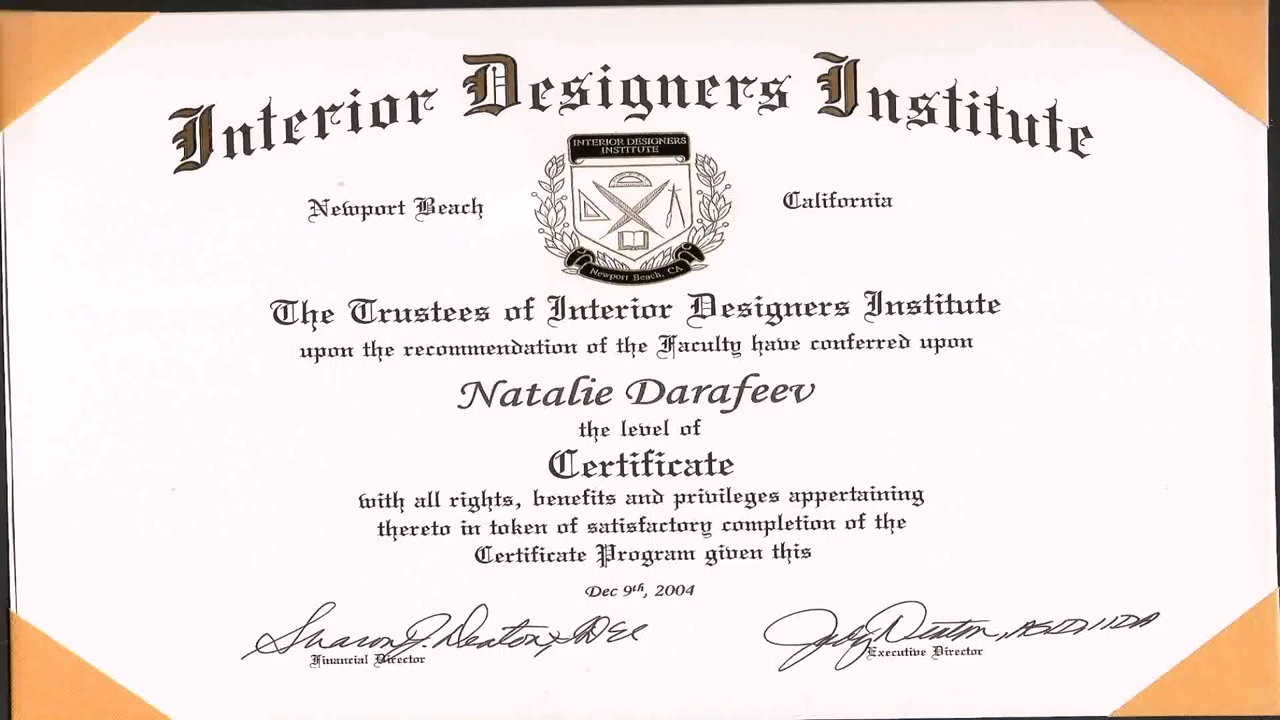 Interior Designers Institute
INTERIOR DESIGNERS
INSTITUTE
Newport Beach
California
Newport Beach, CA
The Trustees of Interior Designers Institute
upon the recommendation of the Faculty have conferred upon
Natalie Darafeev
the level of
Certificate
with all rights, benefits and privileges appertaining
thereto in token of satisfactory completion of the
Certificate Program given this
Dec 9th, 2004
Financial Director
Executive Director